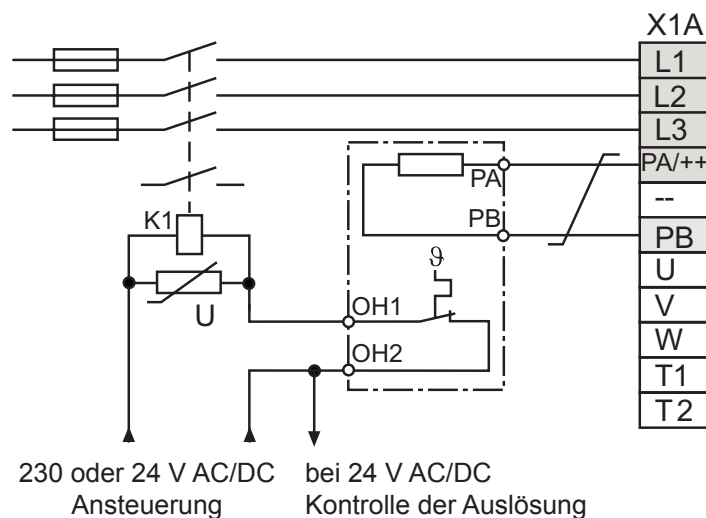 X1A
L1
L2
L3
PA/++
--
PB
U
V
W
T1
T2
PA
PB
K1
U
ϑ
OH1
OH2
230 oder 24 V AC/DC
Ansteuerung
bei 24 V AC/DC
Kontrolle der Auslösung